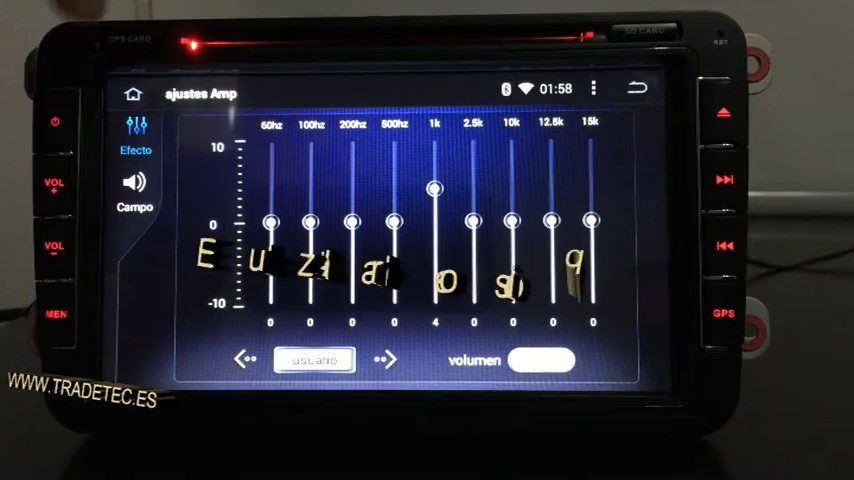 GPS CARD
SD CARD
RST
ajustes Amp
01:58
Efecto
Campo
60hz 100hz 200hz 500hz 1k 2.5k 10k 12.5k 15k
10
0
-10
0 0 0 0 4 0 0 0 0
usuario
volumen
VOL
+
VOL
-
MEN
GPS
WWW.TRADETEC.ES